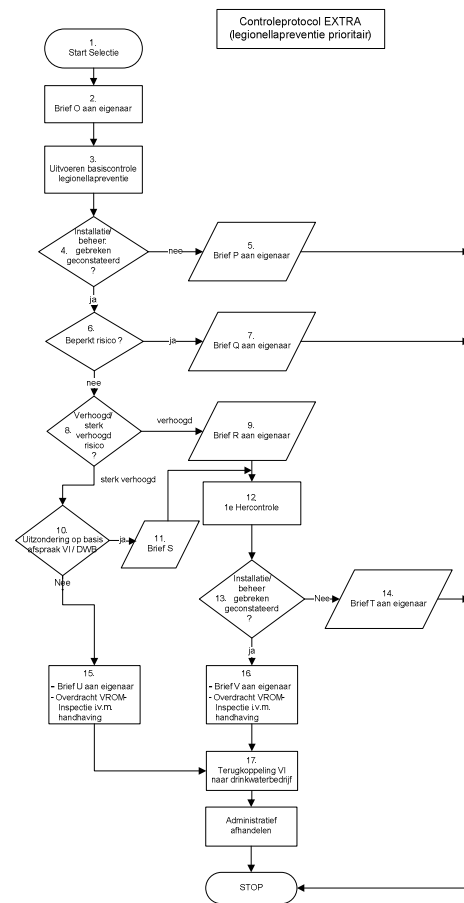 Controleprotocol EXTRA
(legionellapreventie prioritair)
1.
Start Selectie
2.
Brief O aan eigenaar
3.
Uitvoeren basiscontrole
legionellapreventie
Installatie/
beheer:
4. gebreken
geconstateerd
?
nee
5.
Brief P aan eigenaar
ja
6.
Beperkt risico ?
ja
7.
Brief Q aan eigenaar
nee
Verhoogd/
sterk
8. verhoogd
risico
?
verhoogd
9.
Brief R aan eigenaar
sterk verhoogd
10.
Uitzondering op basis
afspraak VI / DWB
ja
11.
Brief S
12.
1e Hercontrole
Nee
Installatie/
beheer
gebreken
13. geconstateerd
?
Nee
14.
Brief T aan eigenaar
ja
15.
- Brief U aan eigenaar
- Overdracht VROM-
Inspectie i.v.m.
handhaving
16.
- Brief V aan eigenaar
- Overdracht VROM-
Inspectie i.v.m.
handhaving
17.
Terugkoppeling VI
naar drinkwaterbedrijf
Administratief
afhandelen
STOP